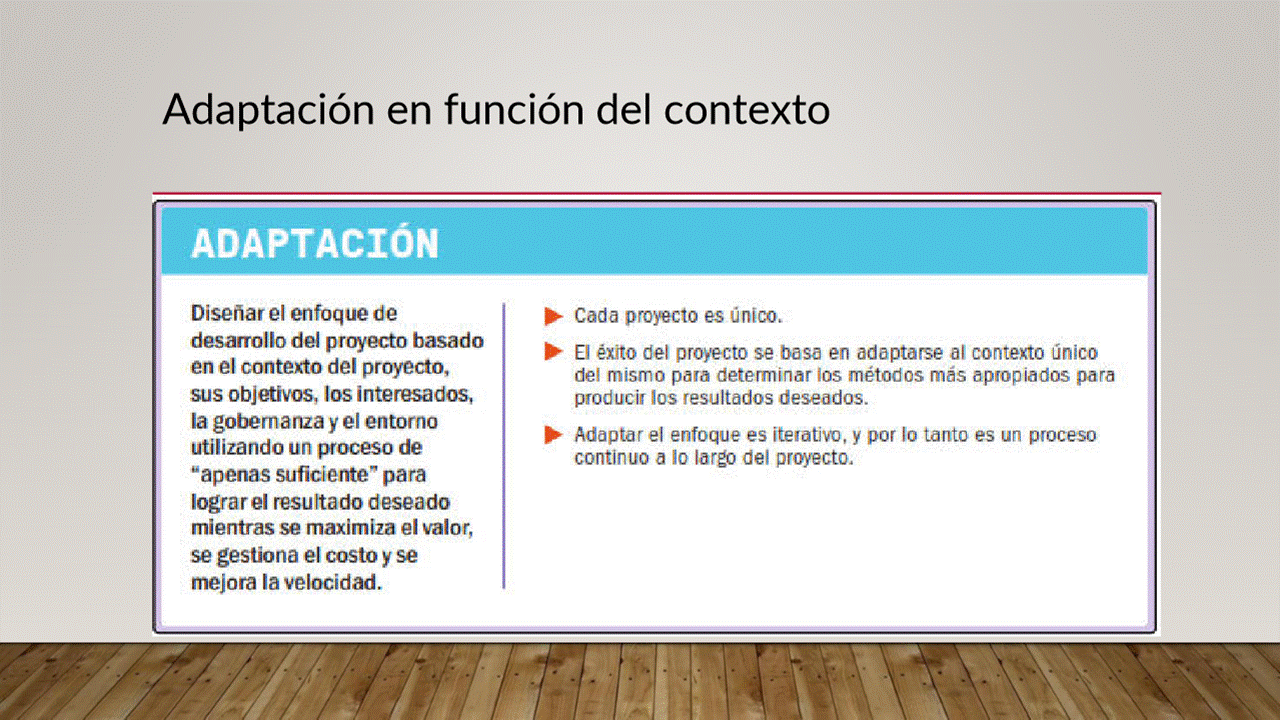 Adaptación en función del contexto
ADAPTACIÓN
Diseñar el enfoque de
desarrollo del proyecto basado
en el contexto del proyecto,
sus objetivos, los interesados,
la gobernanza y el entorno
utilizando un proceso de
“apenas suficiente” para
lograr el resultado deseado
mientras se maximiza el valor,
se gestiona el costo y se
mejora la velocidad.
Cada proyecto es único.
El éxito del proyecto se basa en adaptarse al contexto único
del mismo para determinar los métodos más apropiados para
producir los resultados deseados.
Adaptar el enfoque es iterativo, y por lo tanto es un proceso
continuo a lo largo del proyecto.